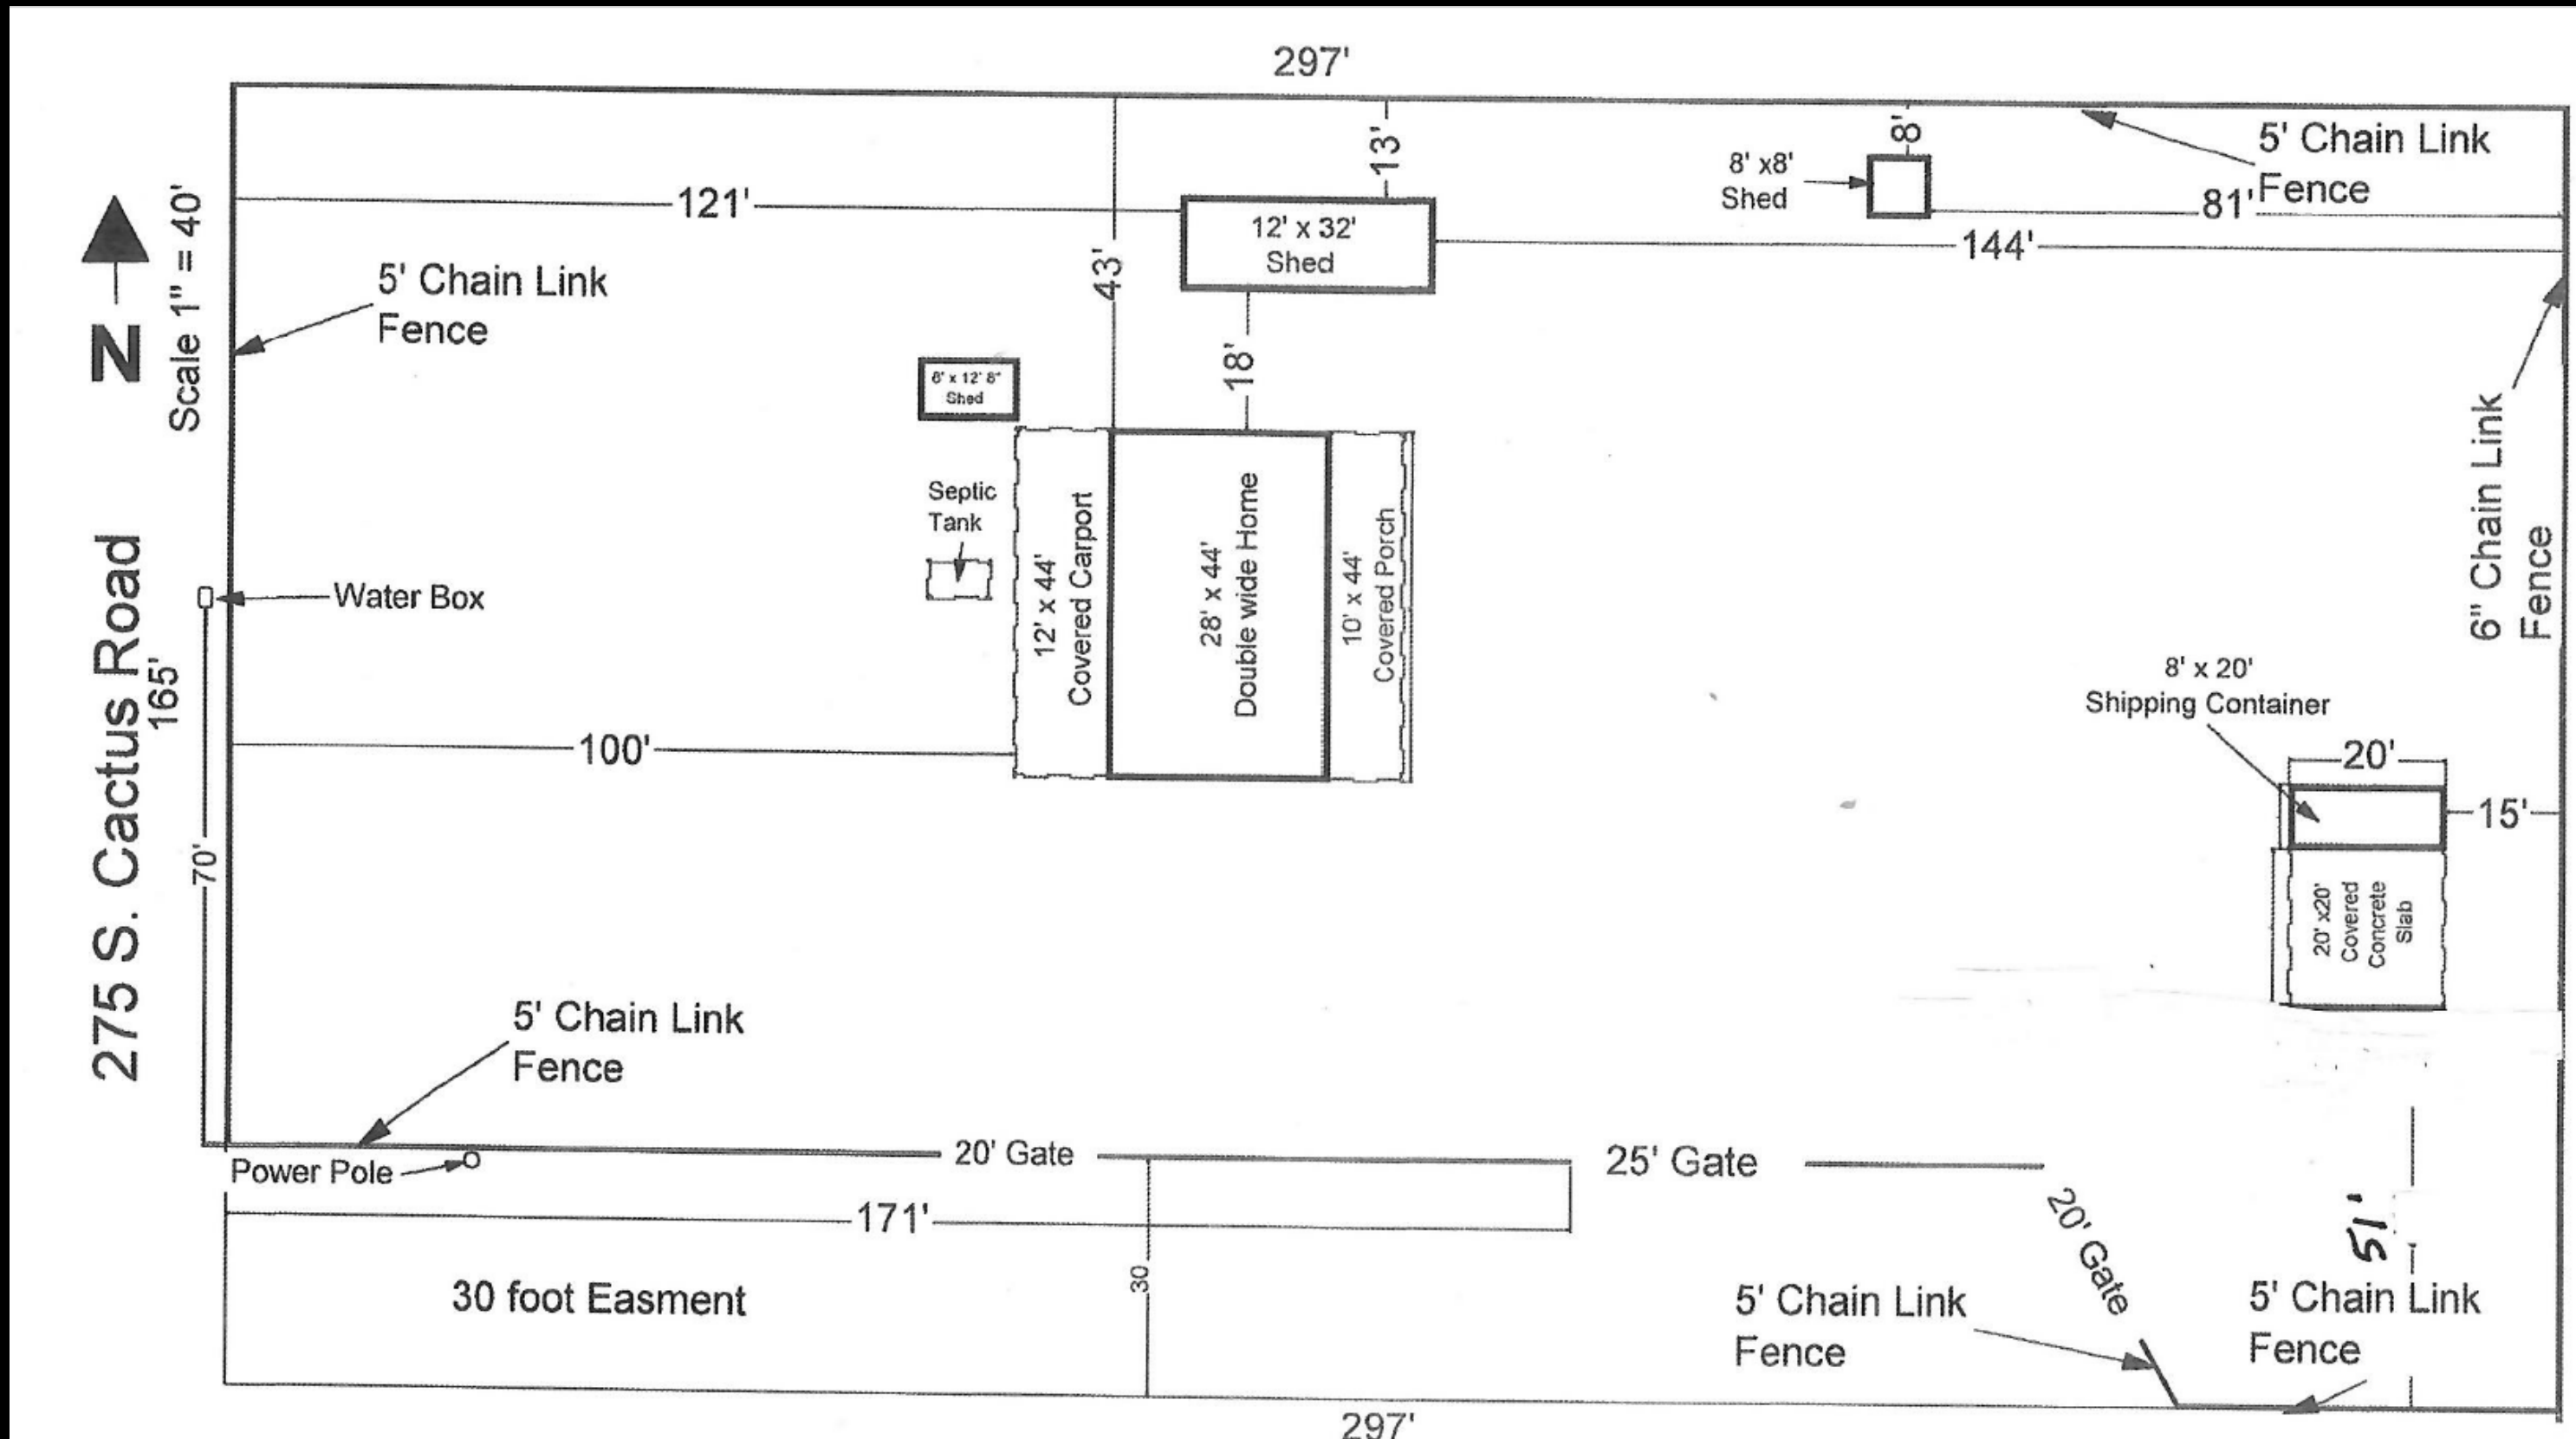 297'
13'
8'
5' Chain Link
Fence
8' x8'
Shed
81'
121'
12' x 32'
Shed
144'
43'
Scale 1" = 40'
N
5' Chain Link
Fence
18'
8' x 12' 8"
Shed
6" Chain Link
Fence
Septic
Tank
12' x 44'
Covered Carport
28' x 44'
Double wide Home
10' x 44'
Covered Porch
275 S. Cactus Road
165'
Water Box
8' x 20'
Shipping Container
100'
20'
15'
70'
20' x20'
Covered
Concrete
Slab
5' Chain Link
Fence
20' Gate
25' Gate
Power Pole
171'
20' Gate
51'
30
30 foot Easment
5' Chain Link
Fence
5' Chain Link
Fence
297'